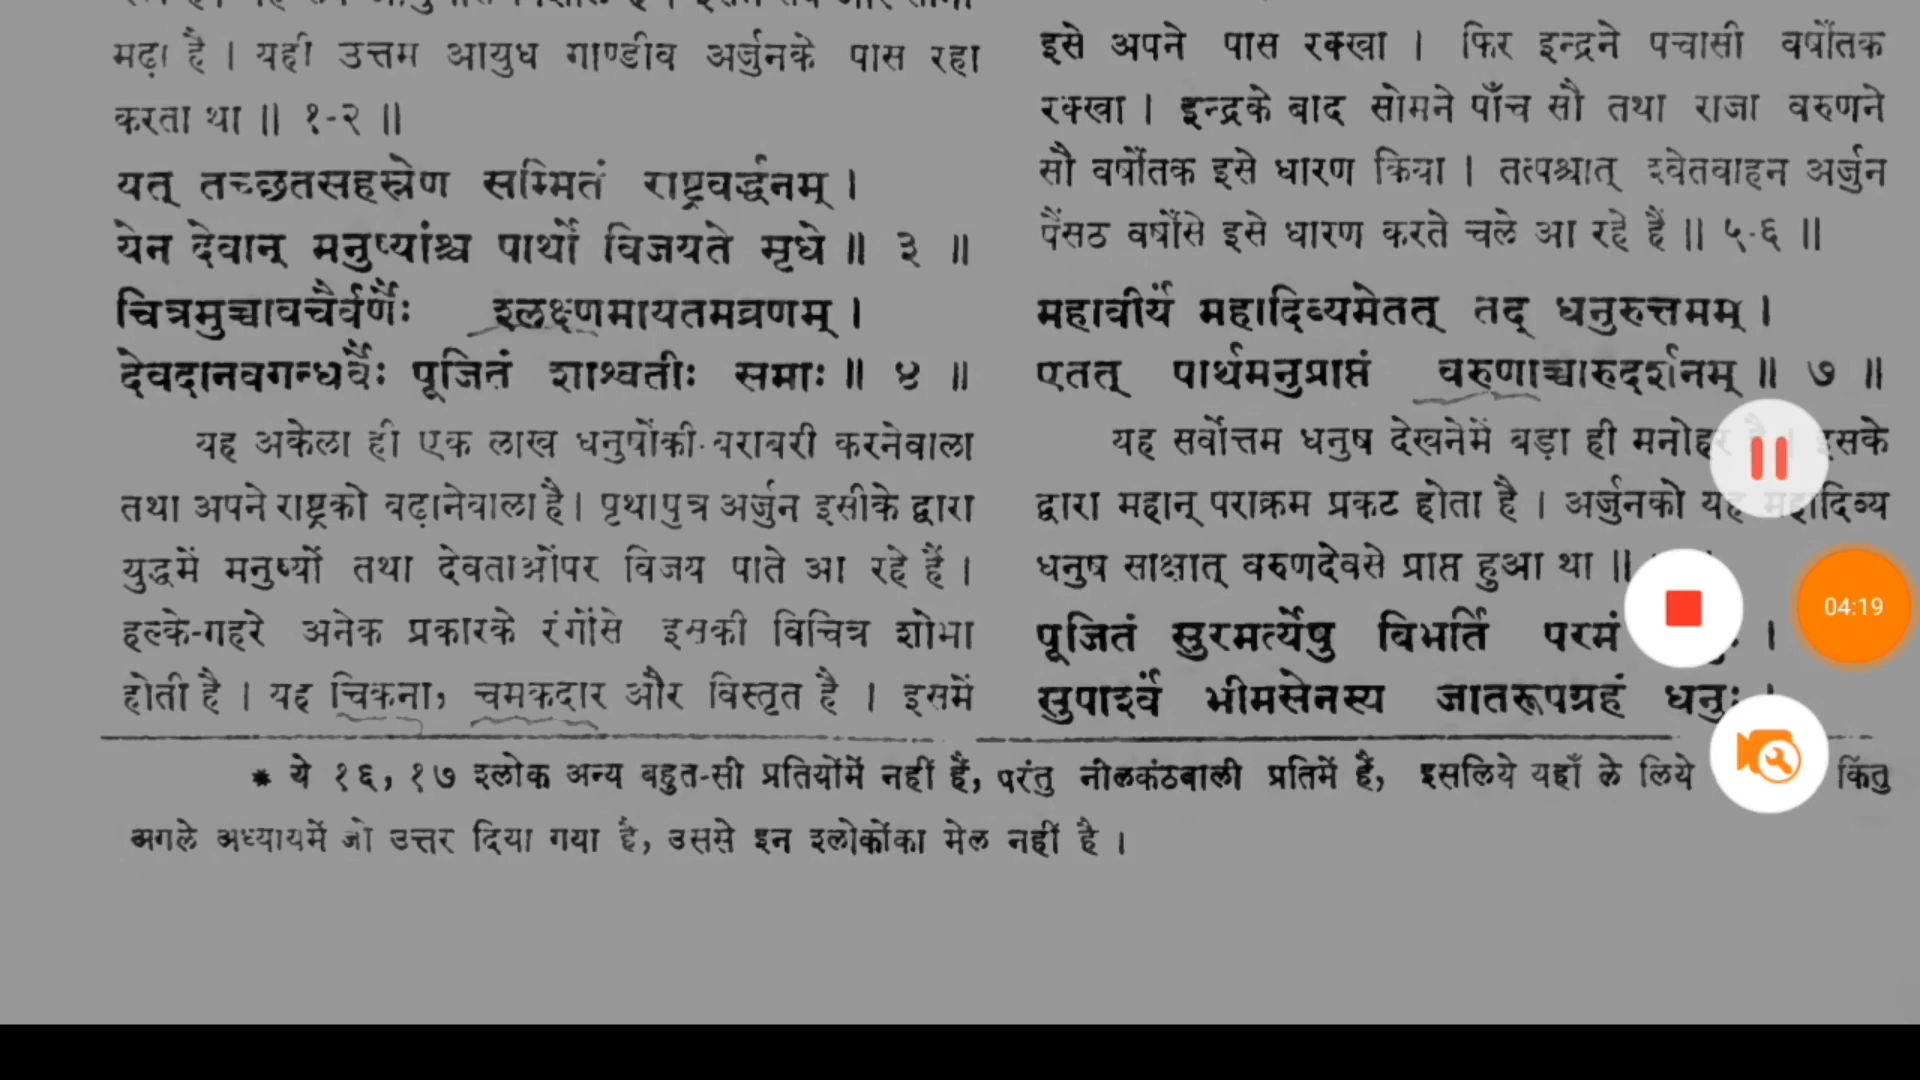 मढ़ा है । यही उत्तम आयुध गाण्डीव अर्जुनके पास रहा
करता था ॥ १-२ ॥
यत् तच्छतसहस्रेण सम्मितं राष्ट्रवर्द्धनम् ।
येन देवान् मनुष्यांश्च पार्थो विजयते मृधे ॥ ३ ॥
चित्रमुच्चावचैर्वर्णैः श्लक्ष्णमायतमव्रणम् ।
देवदानवगन्धर्वैः पूजितं शाश्वतीः समाः ॥ ४ ॥
यह अकेला ही एक लाख धनुषोंकी बराबरी करनेवाला
तथा अपने राष्ट्रको बढ़ानेवाला है । पृथापुत्र अर्जुन इसीके द्वारा
युद्धमें मनुष्यों तथा देवताओंपर विजय पाते आ रहे हैं ।
हल्के-गहरे अनेक प्रकारके रंगोंसे इसकी विचित्र शोभा
होती है । यह चिकना, चमकदार और विस्तृत है । इसमें
इसे अपने पास रक्खा । फिर इन्द्रने पचासी वर्षोंतक
रक्खा । इन्द्रके बाद सोमने पाँच सौ तथा राजा वरुणने
सौ वर्षोंतक इसे धारण किया । तत्पश्चात् श्वेतवाहन अर्जुन
पैंसठ वर्षोंसे इसे धारण करते चले आ रहे हैं ॥ ५-६ ॥
महावीर्यं महादिव्यमेतत् तद् धनुरुत्तमम् ।
एतत् पार्थमनुप्राप्तं वरुणाच्चारुदर्शनम् ॥ ७ ॥
यह सर्वोत्तम धनुष देखनेमें बड़ा ही मनोहर इसके
द्वारा महान् पराक्रम प्रकट होता है । अर्जुनको यह महादिव्य
धनुष साक्षात् वरुणदेवसे प्राप्त हुआ था ॥
पूजितं सुरमर्त्येषु बिभर्ति परमं ।
सुपार्श्वं भीमसेनस्य जातरूपग्रहं धनुः ।
* ये १६, १७ श्लोक अन्य बहुत-सी प्रतियोंमें नहीं हैं, परंतु नीलकंठवाली प्रतिमें हैं, इसलिये यहाँ ले लिये किंतु
अगले अध्यायमें जो उत्तर दिया गया है, उससे इन श्लोकोंका मेल नहीं है ।
04:19